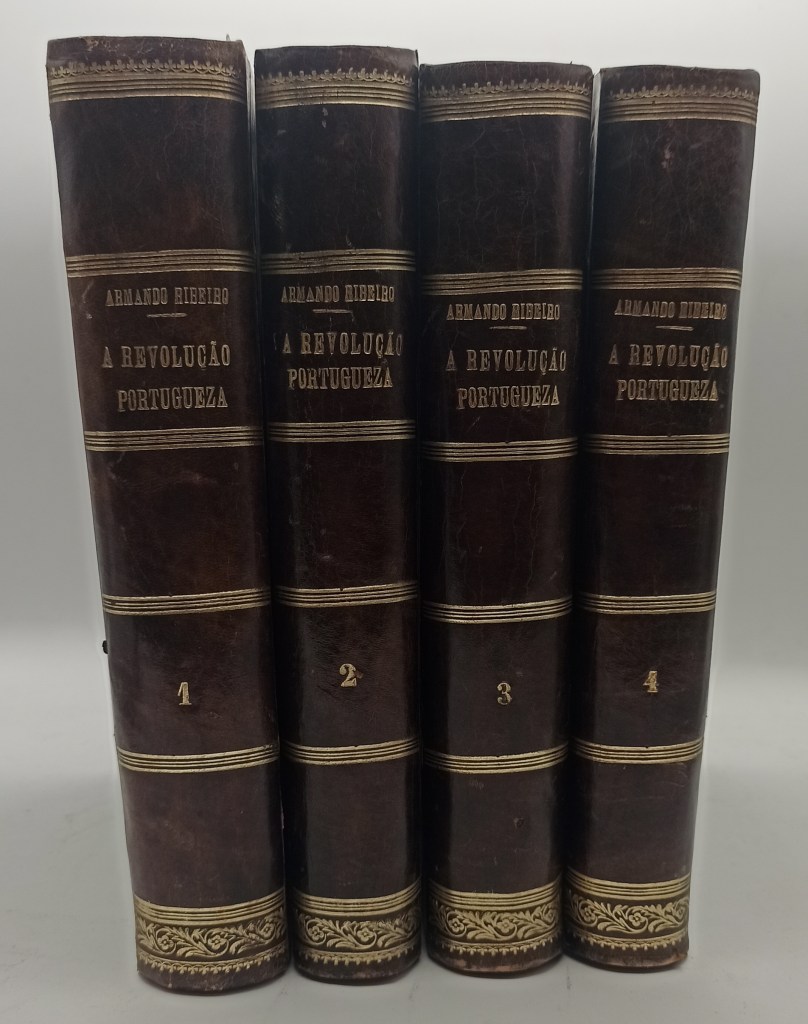 ARMANDO RIBEIRO
A REVOLUÇÃO
PORTUGUEZA
1
ARMANDO RIBEIRO
A REVOLUÇÃO
PORTUGUEZA
2
ARMANDO RIBEIRO
A REVOLUÇÃO
PORTUGUEZA
3
ARMANDO RIBEIRO
A REVOLUÇÃO
PORTUGUEZA
4